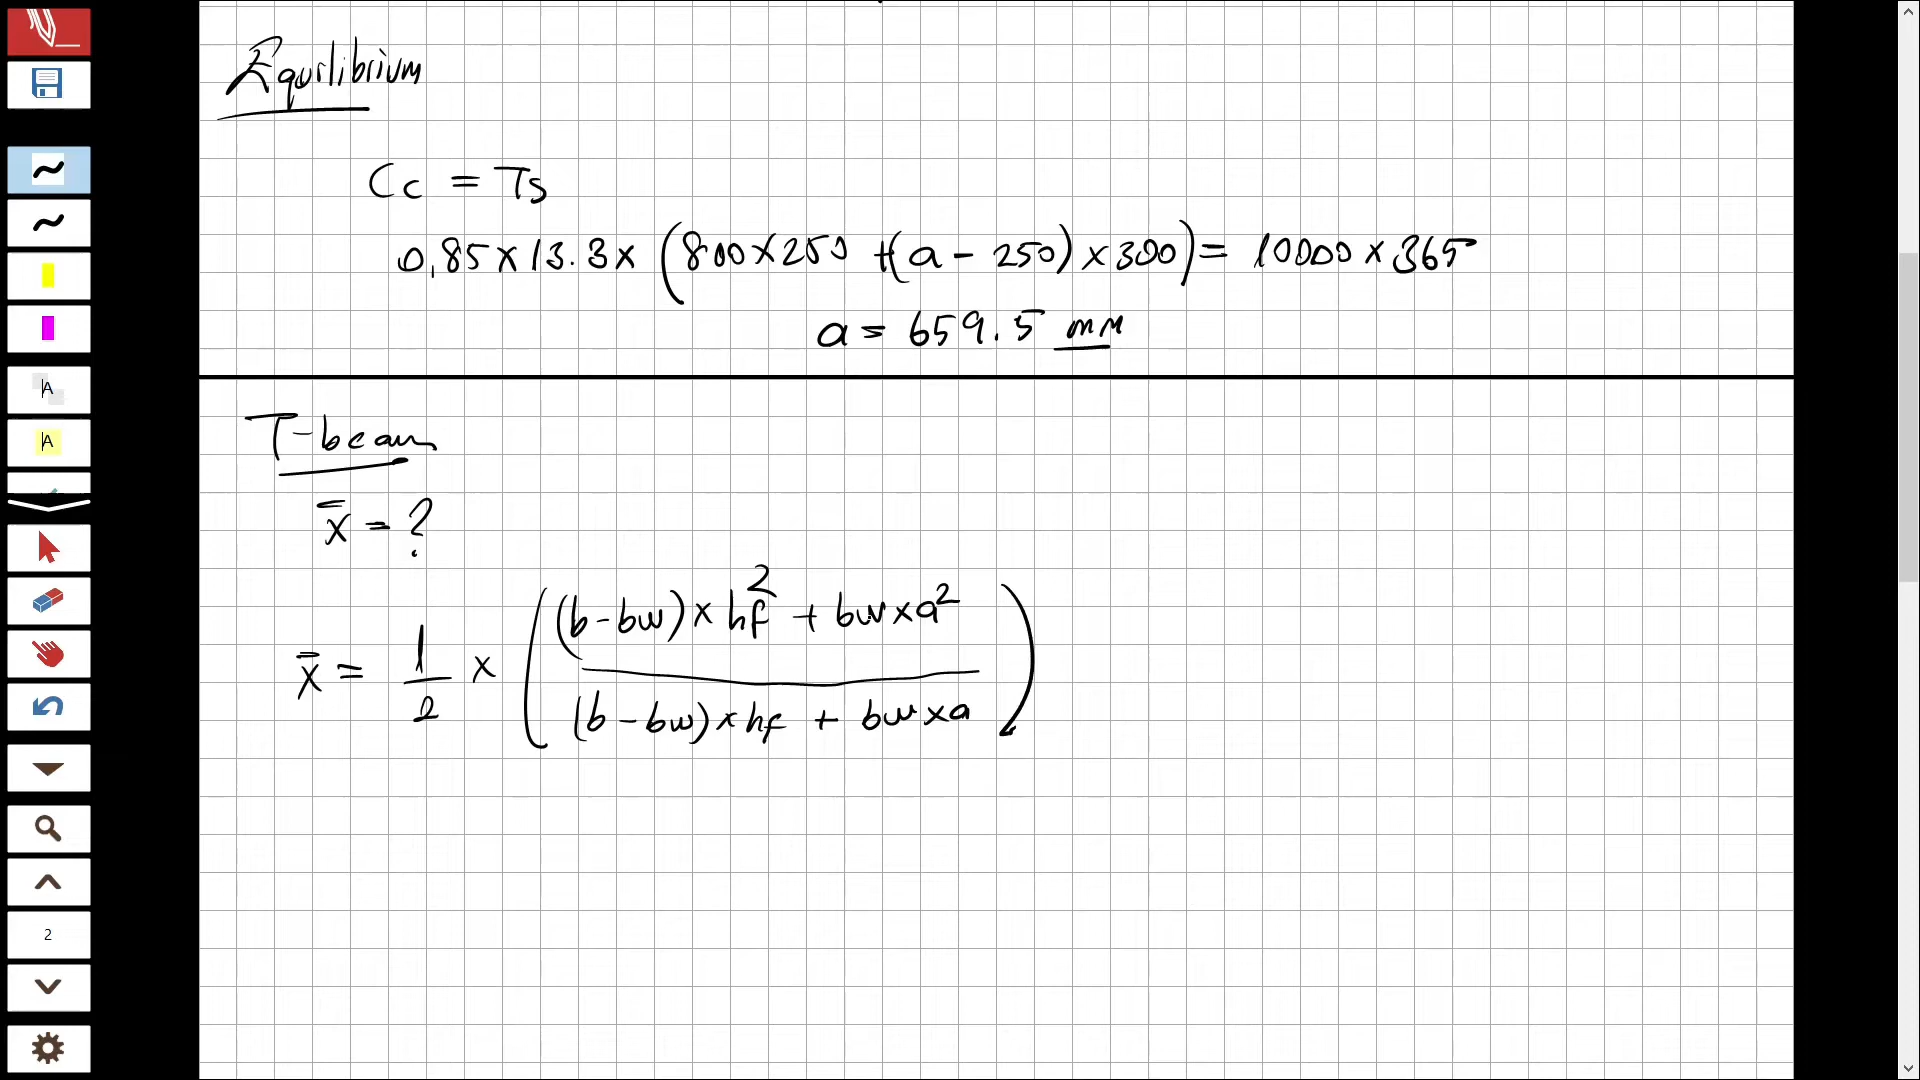 Equilibrium
Cc = Ts
0,85 x 13.3 x (800 x 250 + (a - 250) x 300) = 10000 x 365
a = 659.5 mm
T-beam
x̄ = ?
x̄ = 1/2 x ( (b-bw) x hf² + bw x a² / (b-bw) x hf + bw x a )
A
A
2